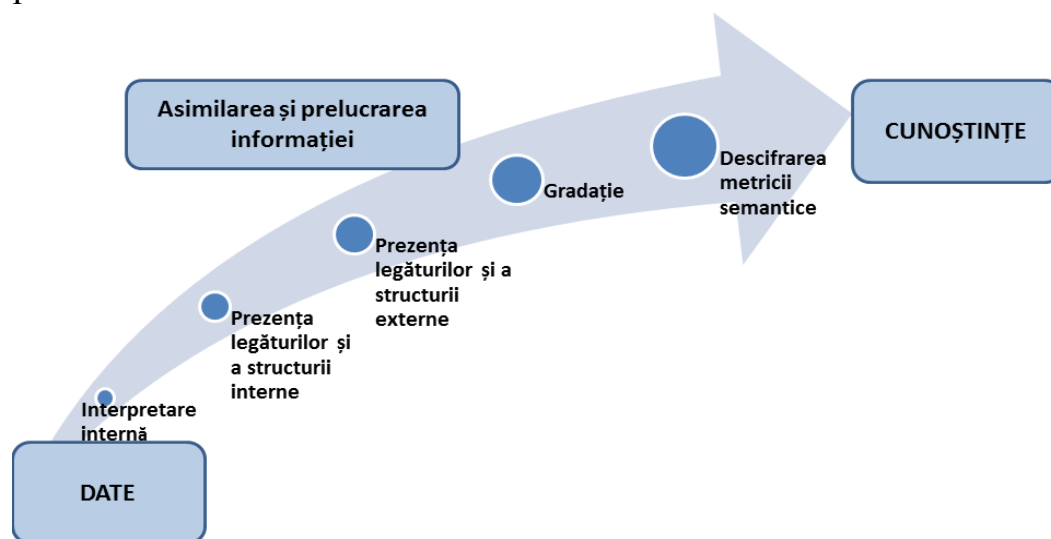 Asimilarea și prelucrarea
informației
CUNOȘTINȚE
Descifrarea
metricii
semantice
Gradație
Prezența
legăturilor și a
structurii
externe
Prezența
legăturilor și
a structurii
interne
Interpretare
internă
DATE